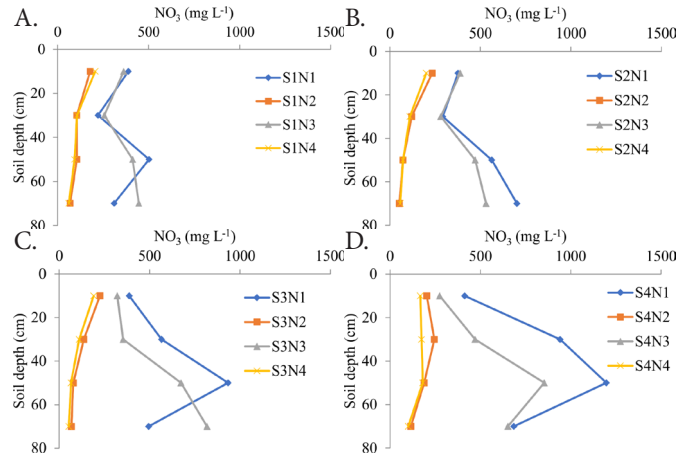 A.
NO3 (mg L-1)
0 500 1000 1500
0
20
40
60
80
Soil depth (cm)
S1N1
S1N2
S1N3
S1N4
B.
NO3 (mg L-1)
0 500 1000 1500
0
20
40
60
80
Soil depth (cm)
S2N1
S2N2
S2N3
S2N4
C.
NO3 (mg L-1)
0 500 1000 1500
0
20
40
60
80
Soil depth (cm)
S3N1
S3N2
S3N3
S3N4
D.
NO3 (mg L-1)
0 500 1000 1500
0
20
40
60
80
Soil depth (cm)
S4N1
S4N2
S4N3
S4N4